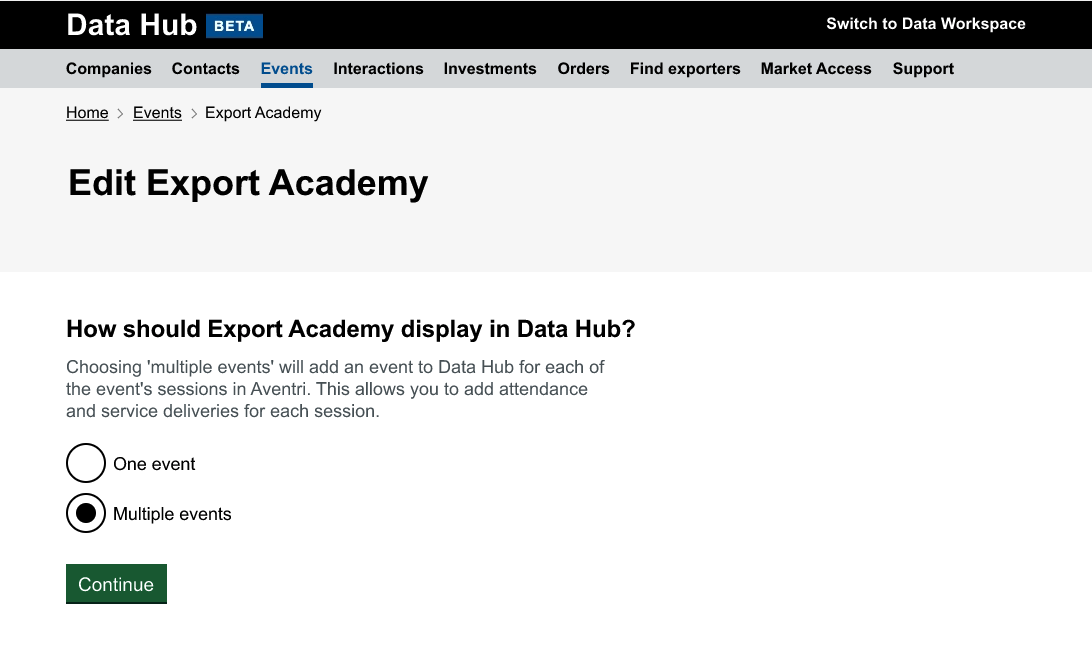 Data Hub BETA
Switch to Data Workspace
Companies Contacts Events Interactions Investments Orders Find exporters Market Access Support
Home > Events > Export Academy
Edit Export Academy
How should Export Academy display in Data Hub?
Choosing 'multiple events' will add an event to Data Hub for each of
the event's sessions in Aventri. This allows you to add attendance
and service deliveries for each session.
One event
Multiple events
Continue